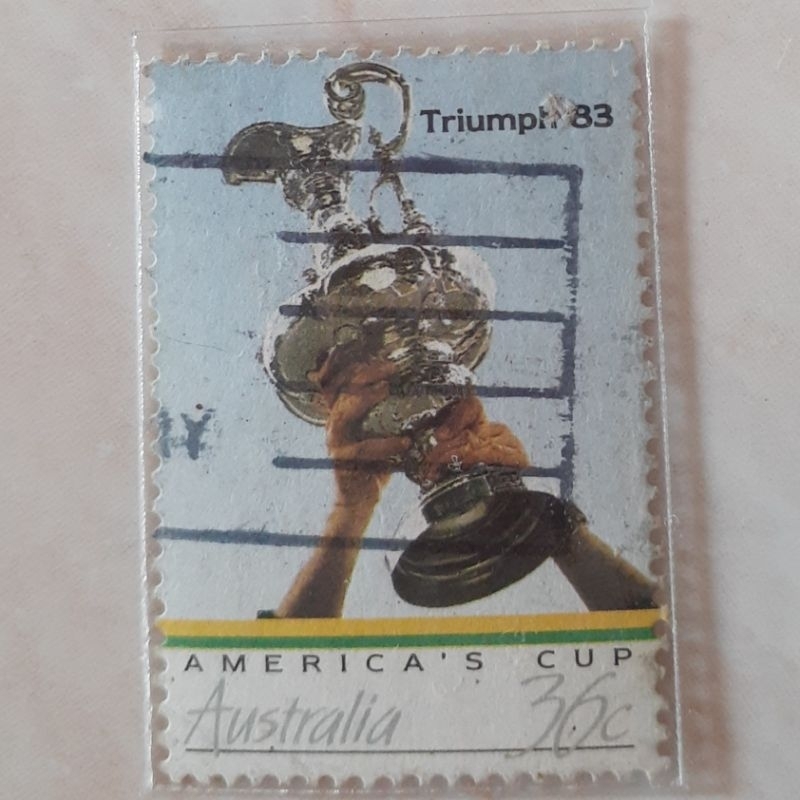 Triumph '83
AMERICA'S CUP
Australia 36c